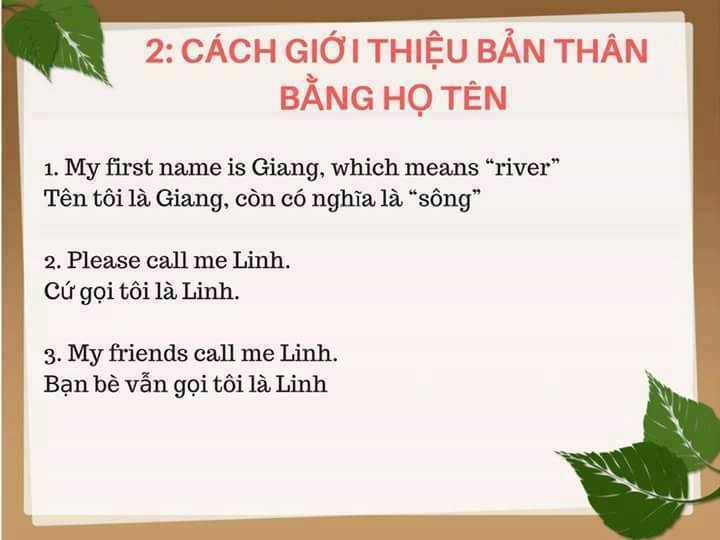 2: CÁCH GIỚI THIỆU BẢN THÂN
BẰNG HỌ TÊN
1. My first name is Giang, which means “river”
Tên tôi là Giang, còn có nghĩa là “sông”
2. Please call me Linh.
Cứ gọi tôi là Linh.
3. My friends call me Linh.
Bạn bè vẫn gọi tôi là Linh